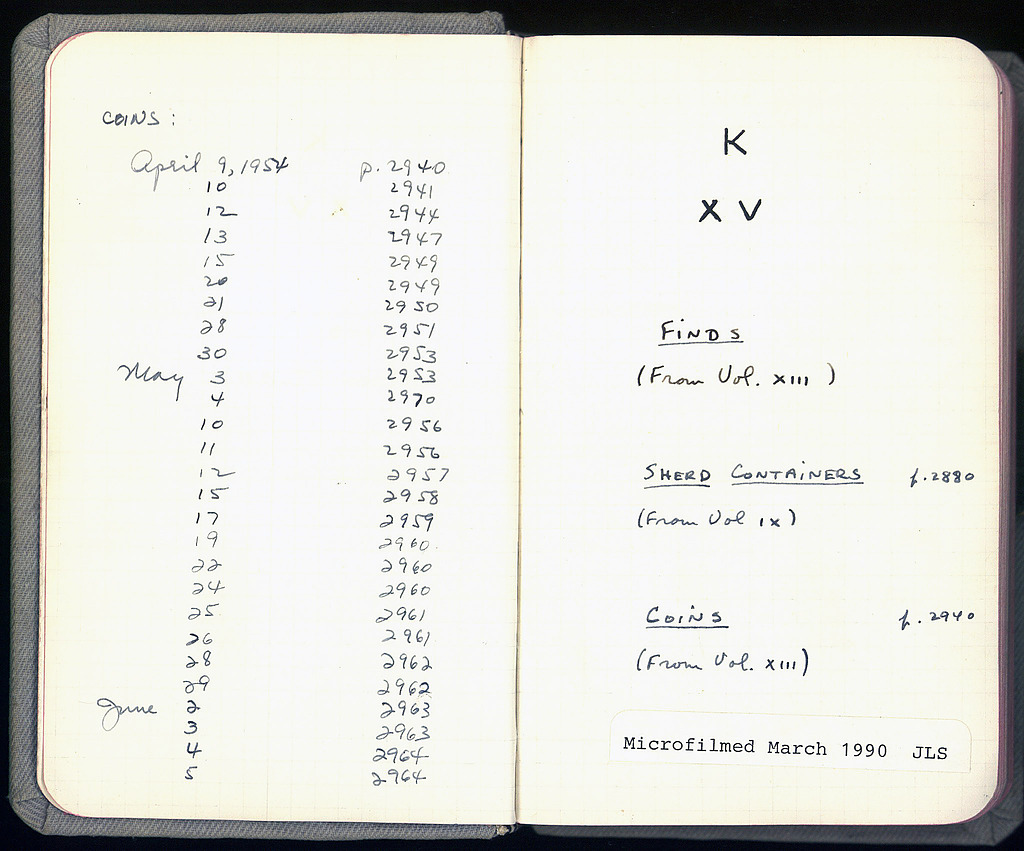 COINS:
April 9, 1954 p. 2940
10 2941
12 2944
13 2947
15 2949
20 2949
21 2950
28 2951
30 2953
May 3 2953
4 2970
10 2956
11 2956
12 2957
15 2958
17 2959
19 2960
22 2960
24 2960
25 2961
26 2961
28 2962
29 2962
June 2 2963
3 2963
4 2964
5 2964
K
XV
FINDS
(From Vol. XIII)
SHERD CONTAINERS p. 2880
(From Vol IX)
COINS p. 2940
(From Vol. XIII)
Microfilmed March 1990 JLS